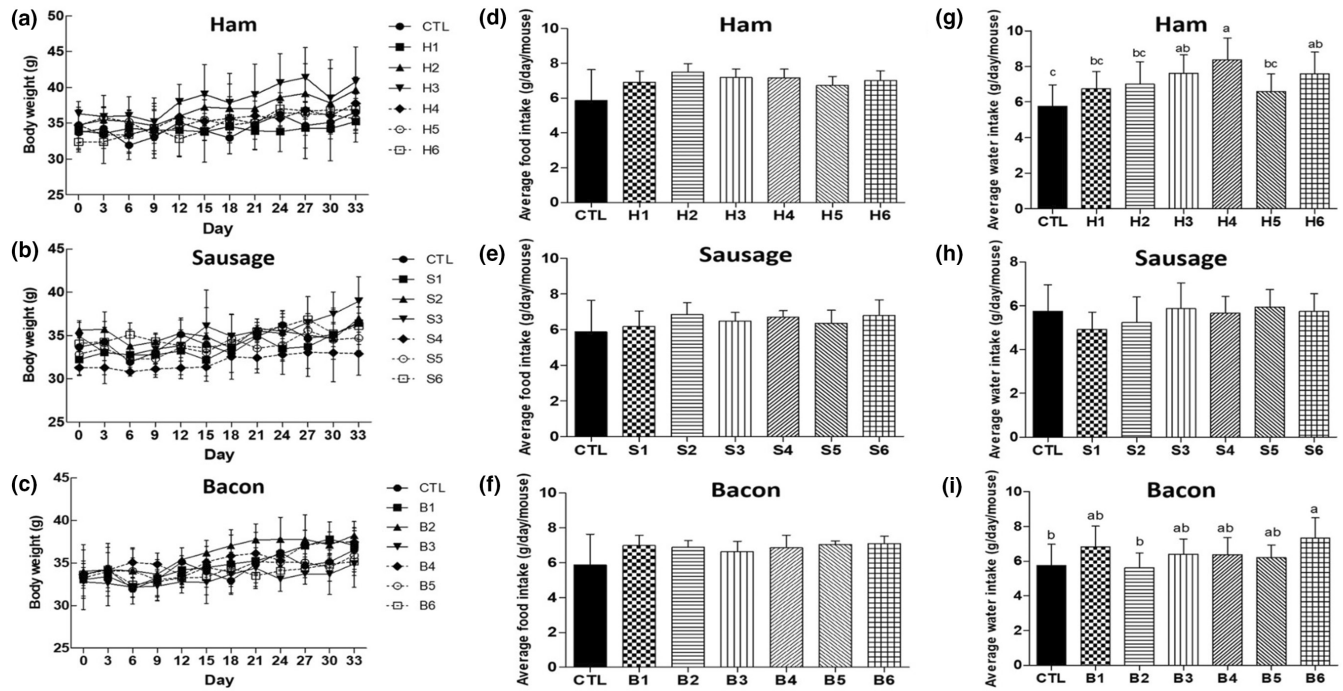 (a)
Ham
Body weight (g)
50
45
40
35
30
25
0 3 6 9 12 15 18 21 24 27 30 33
Day
CTL
H1
H2
H3
H4
H5
H6
(d)
Ham
Average food intake (g/day/mouse)
10
8
6
4
2
0
CTL H1 H2 H3 H4 H5 H6
(g)
Ham
Average water intake (g/day/mouse)
10
8
6
4
2
0
c bc bc ab a bc ab
CTL H1 H2 H3 H4 H5 H6
(b)
Sausage
Body weight (g)
45
40
35
30
25
0 3 6 9 12 15 18 21 24 27 30 33
Day
CTL
S1
S2
S3
S4
S5
S6
(e)
Sausage
Average food intake (g/day/mouse)
10
8
6
4
2
0
CTL S1 S2 S3 S4 S5 S6
(h)
Sausage
Average water intake (g/day/mouse)
8
6
4
2
0
CTL S1 S2 S3 S4 S5 S6
(c)
Bacon
Body weight (g)
45
40
35
33
25
0 3 6 9 12 15 18 21 24 27 30 33
Day
CTL
B1
B2
B3
B4
B5
B6
(f)
Bacon
Average food intake (g/day/mouse)
10
8
6
4
2
0
CTL B1 B2 B3 B4 B5 B6
(i)
Bacon
Average water intake (g/day/mouse)
10
8
6
4
2
0
b ab b ab ab ab a
CTL B1 B2 B3 B4 B5 B6